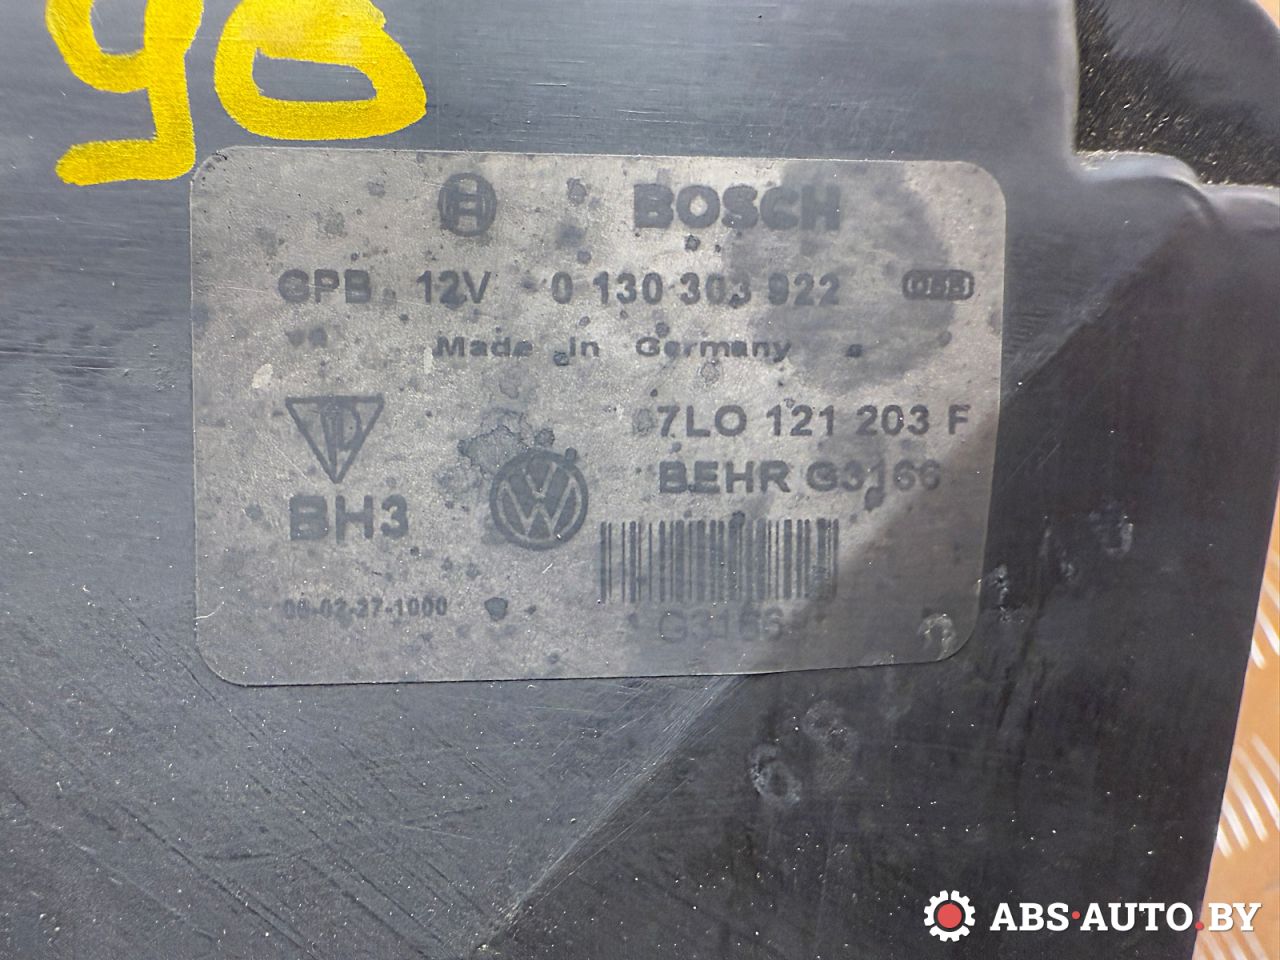 90
BOSCH
GPB 12V 0 130 303 922
Made in Germany
7L0 121 203 F
BEHR G3166
BH3
G3166
ABS·AUTO.BY